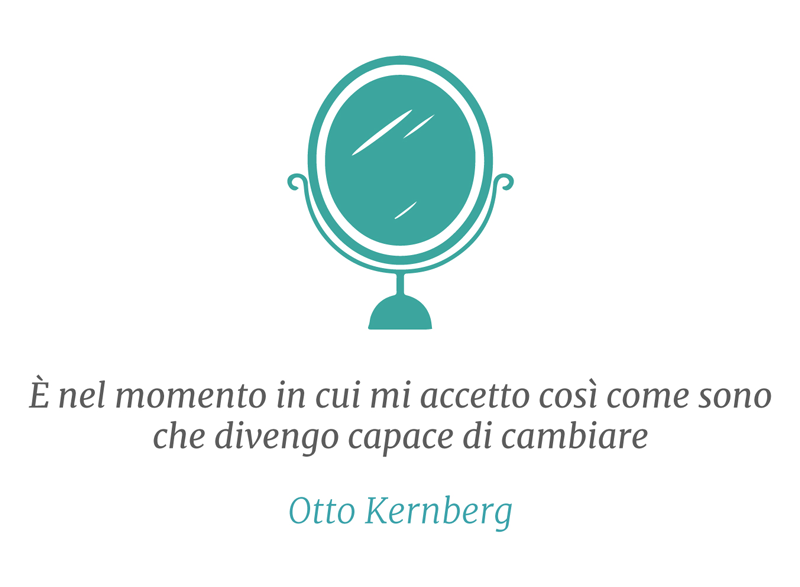 È nel momento in cui mi accetto così come sono
che divengo capace di cambiare
Otto Kernberg